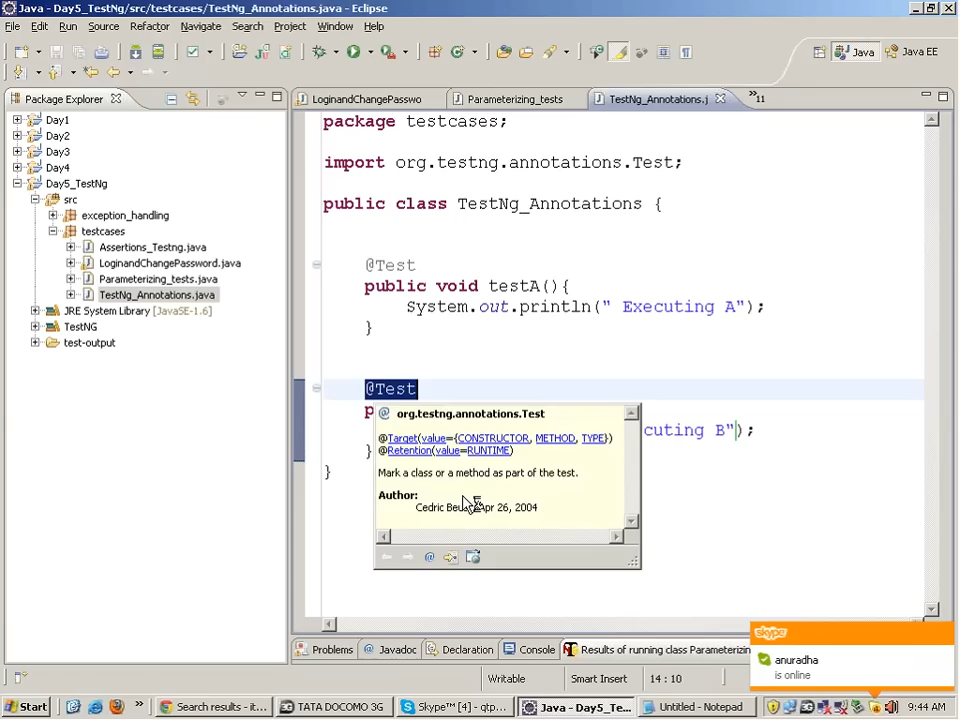 Java - Day5_TestNg/src/testcases/TestNg_Annotations.java - Eclipse
File Edit Run Source Refactor Navigate Search Project Window Help
Java Java EE
Package Explorer
LoginandChangePasswo Parameterizing_tests TestNg_Annotations.j 11
Day1
Day2
Day3
Day4
Day5_TestNg
src
exception_handling
testcases
Assertions_Testng.java
LoginandChangePassword.java
Parameterizing_tests.java
TestNg_Annotations.java
JRE System Library [JavaSE-1.6]
TestNG
test-output
package testcases;
import org.testng.annotations.Test;
public class TestNg_Annotations {
@Test
public void testA(){
System.out.println(" Executing A");
}
@Test
p
cuting B");
}
}
org.testng.annotations.Test
@Target(value={CONSTRUCTOR, METHOD, TYPE})
@Retention(value=RUNTIME)
Mark a class or a method as part of the test.
Author:
Cedric Apr 26, 2004
Problems Javadoc Declaration Console Results of running class Parameterizin
skype
anuradha
is online
Writable Smart Insert 14 : 10
Start Search results - it... TATA DOCOMO 3G Skype™ [4] - qtp... Java - Day5_Te... Untitled - Notepad 9:44 AM